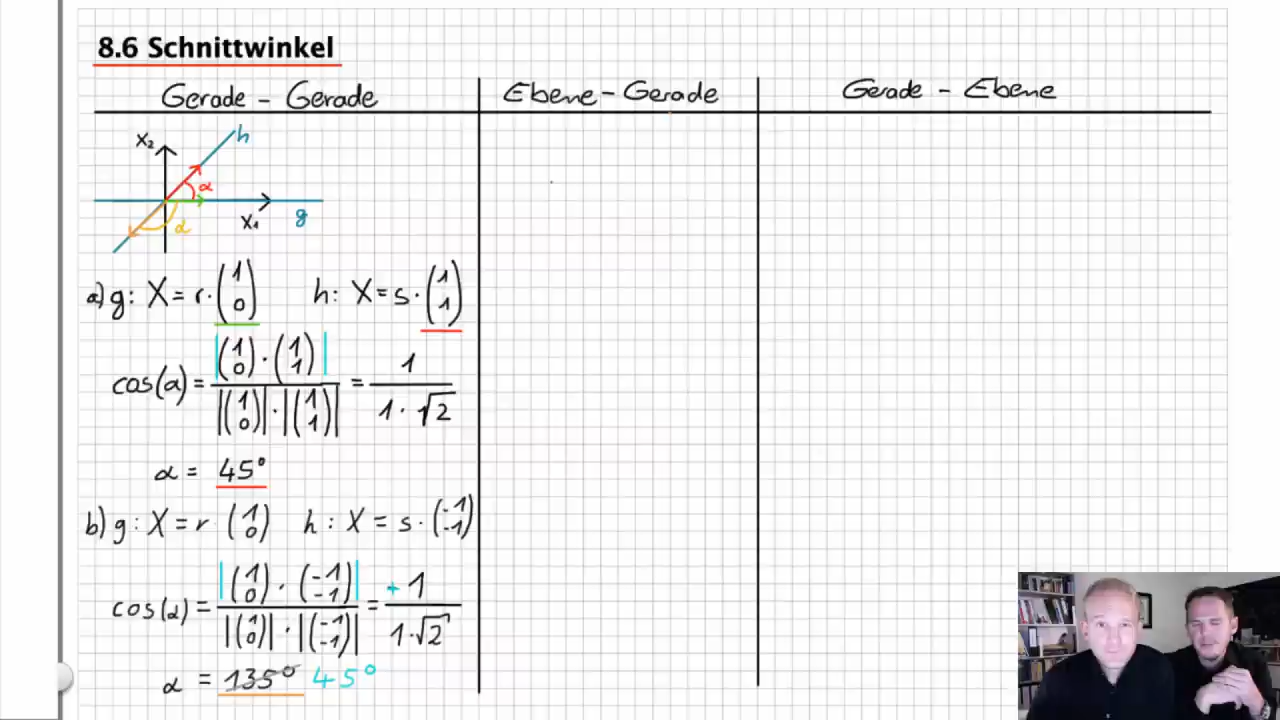 8.6 Schnittwinkel
Gerade - Gerade
Ebene - Gerade
Gerade - Ebene
x₂
h
α
x₁
g
α
a) g: X = r · (1 0) h: X = s · (1 1)
cos(α) = |(1 0) · (1 1)| / |(1 0)| · |(1 1)| = 1 / 1 · √2
α = 45°
b) g: X = r (1 0) h: X = s · (-1 -1)
cos(α) = |(1 0) · (-1 -1)| / |(1 0)| · |(-1 -1)| = +1 / 1 · √2
α = 135° 45°